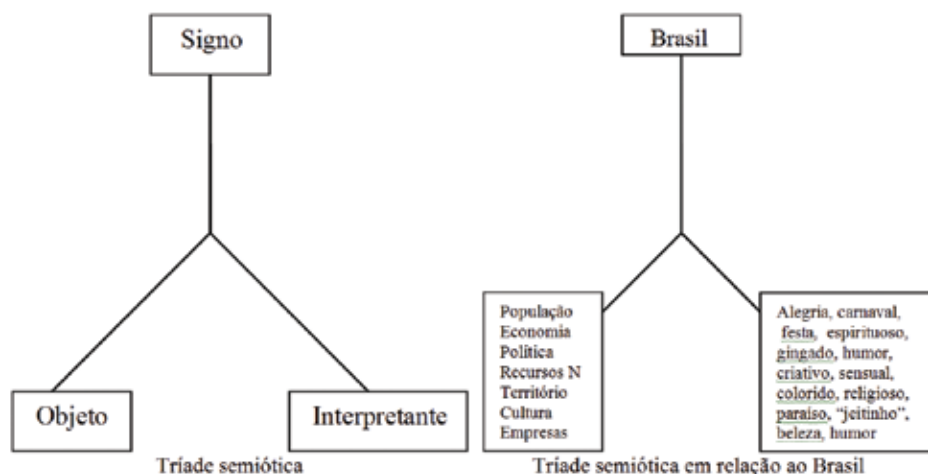 Signo
Objeto
Interpretante
Tríade semiótica
Brasil
População
Economia
Política
Recursos N
Território
Cultura
Empresas
Alegria, carnaval,
festa, espirituoso,
gingado, humor,
criativo, sensual,
colorido, religioso,
paraíso, “jeitinho”,
beleza, humor
Tríade semiótica em relação ao Brasil